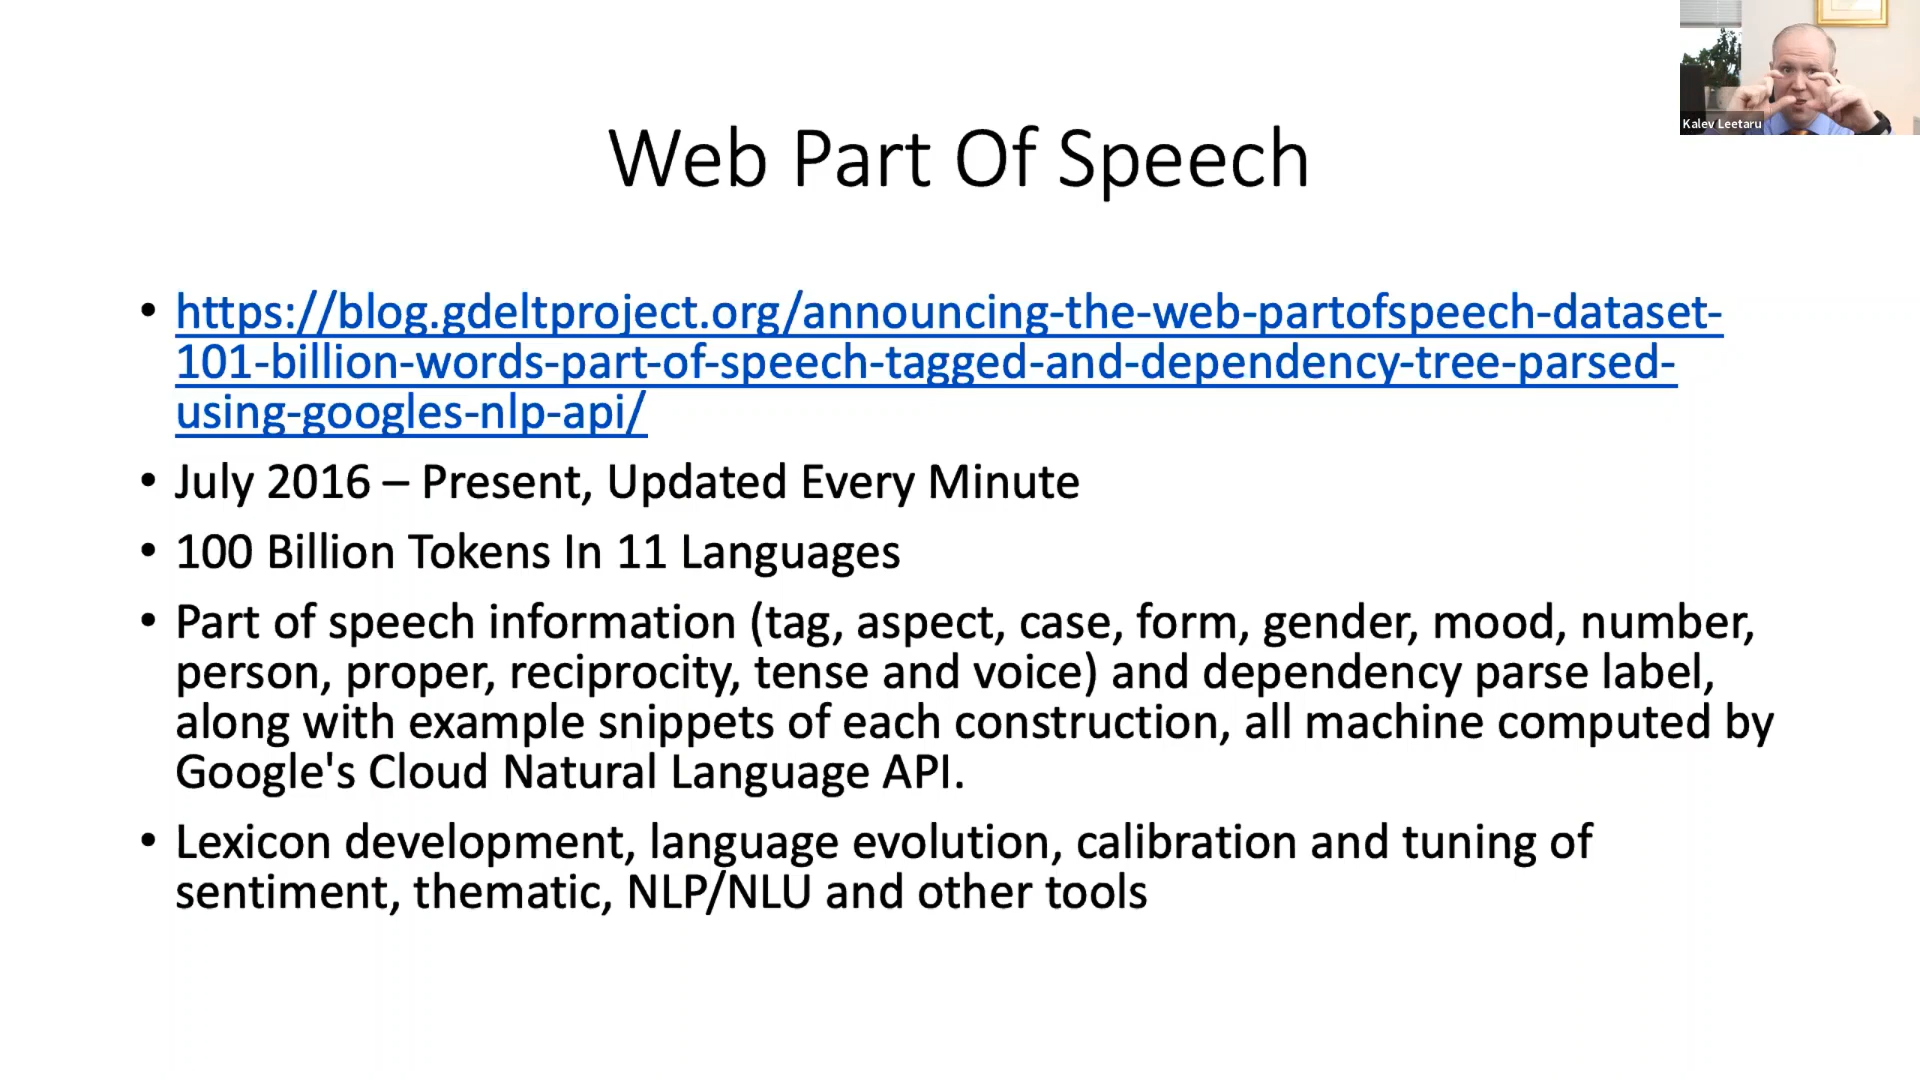 Kalev Leetaru
Web Part Of Speech
• https://blog.gdeltproject.org/announcing-the-web-partofspeech-dataset-
101-billion-words-part-of-speech-tagged-and-dependency-tree-parsed-
using-googles-nlp-api/
• July 2016 – Present, Updated Every Minute
• 100 Billion Tokens In 11 Languages
• Part of speech information (tag, aspect, case, form, gender, mood, number,
person, proper, reciprocity, tense and voice) and dependency parse label,
along with example snippets of each construction, all machine computed by
Google's Cloud Natural Language API.
• Lexicon development, language evolution, calibration and tuning of
sentiment, thematic, NLP/NLU and other tools